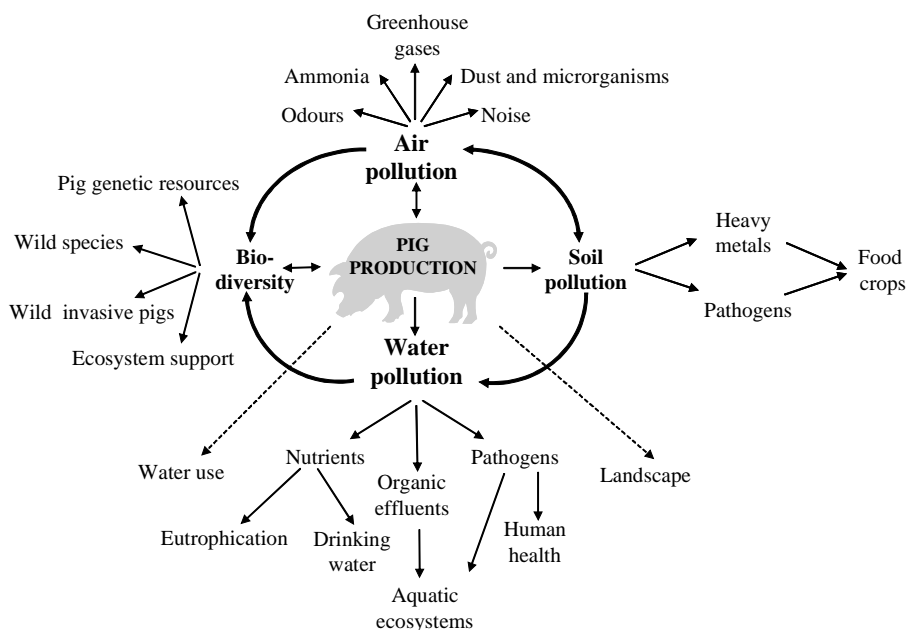 Greenhouse
gases
Ammonia
Dust and microorganisms
Odours
Noise
Air
pollution
Pig genetic resources
Wild species
Wild invasive pigs
Ecosystem support
Bio-
diversity
PIG
PRODUCTION
Soil
pollution
Heavy
metals
Pathogens
Food
crops
Water
pollution
Water use
Nutrients
Organic
effluents
Pathogens
Landscape
Eutrophication
Drinking
water
Human
health
Aquatic
ecosystems